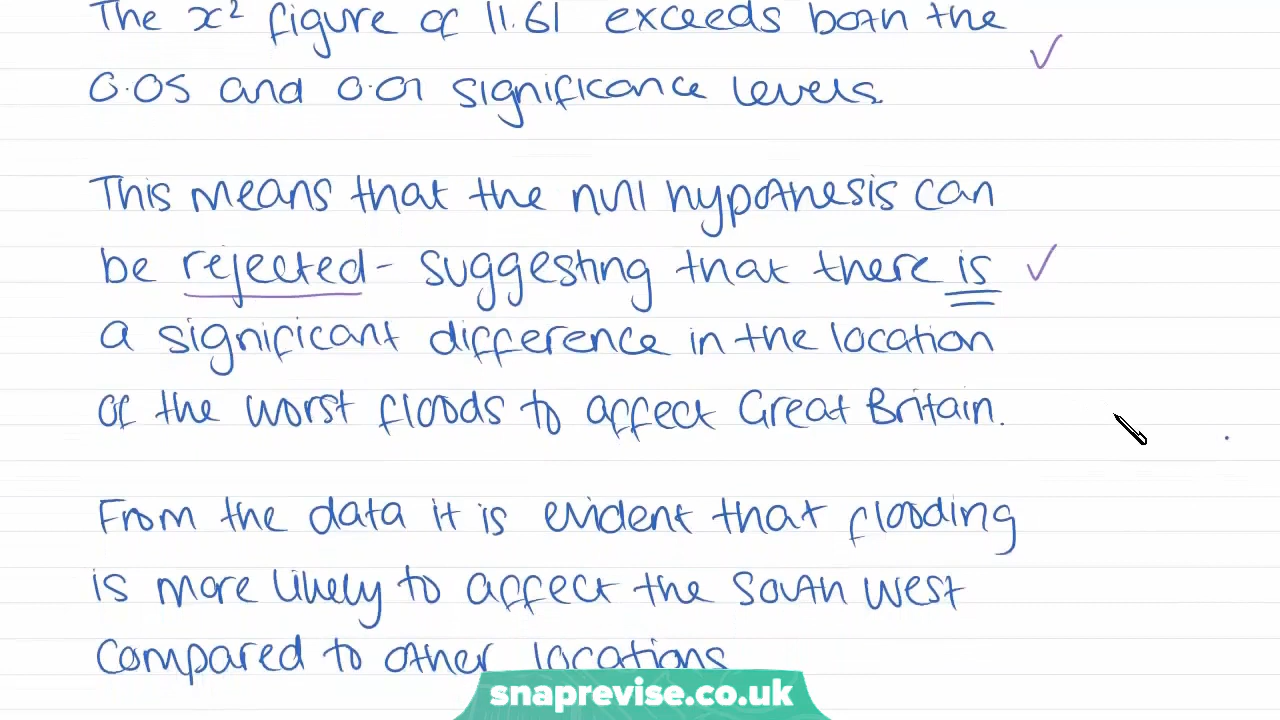 The x² figure of 11.61 exceeds both the
0.05 and 0.01 significance levels.
This means that the null hypothesis can
be rejected - suggesting that there is
a significant difference in the location
of the worst floods to affect Great Britain.
From the data it is evident that flooding
is more likely to affect the South West
compared to other locations
snaprevise.co.uk